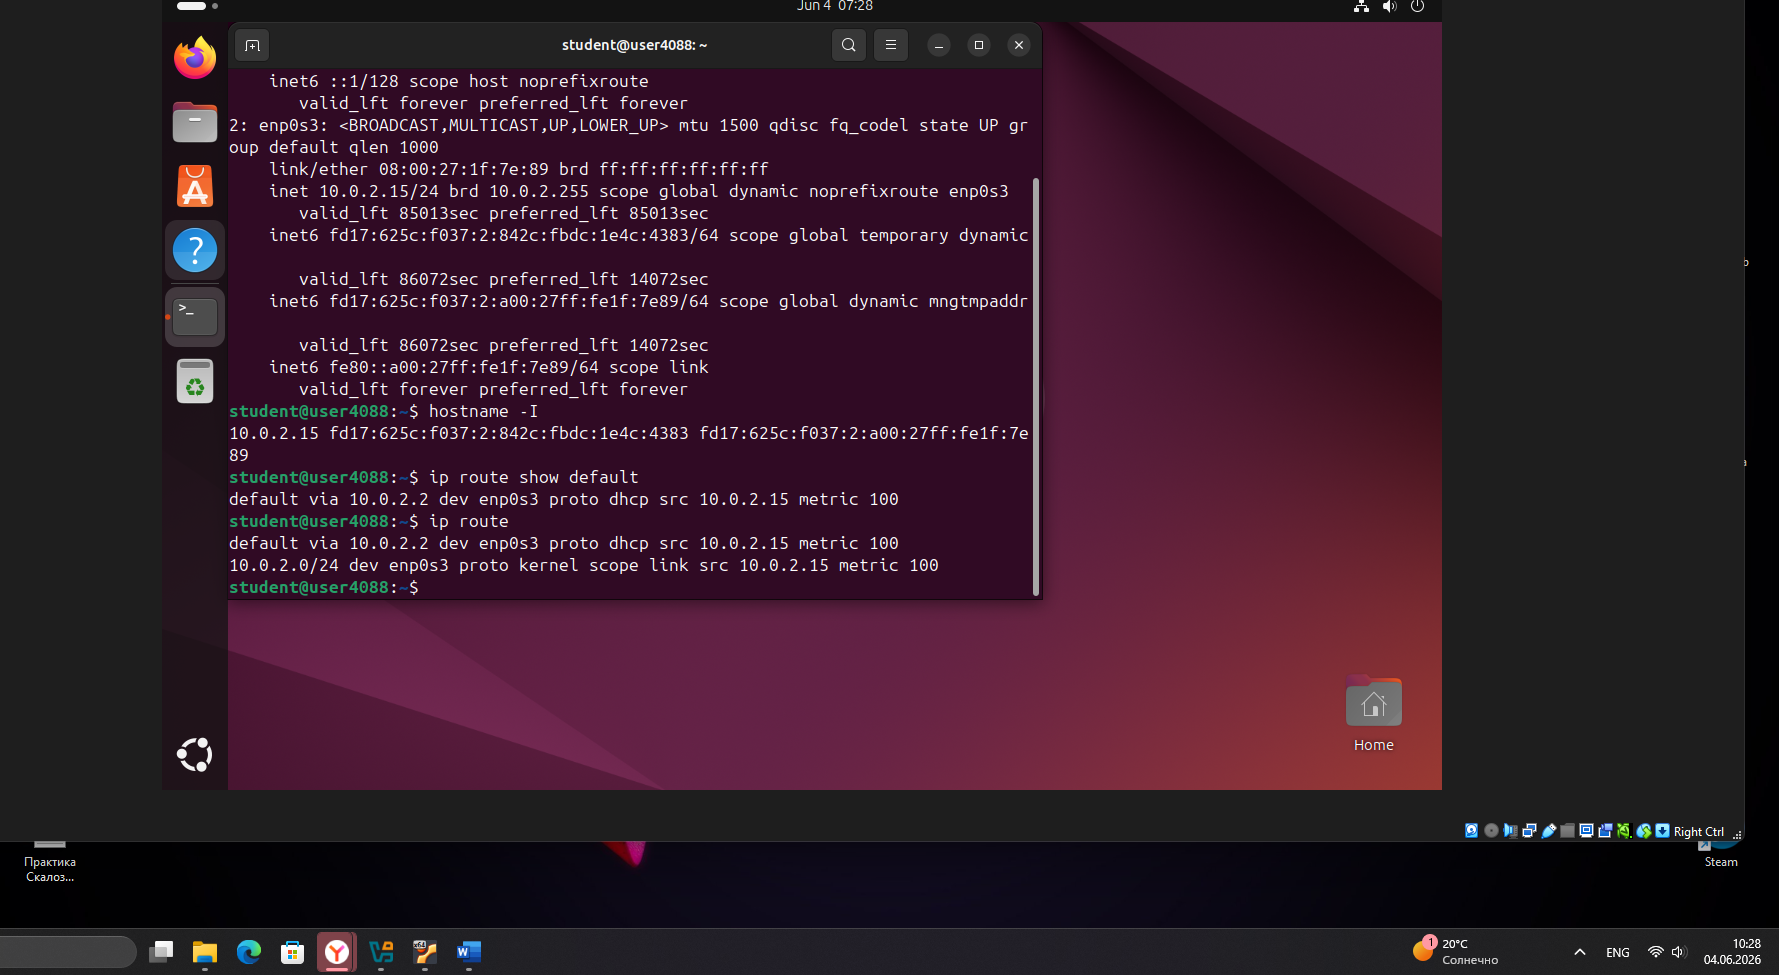 Jun 4 07:28
student@user4088: ~
inet6 ::1/128 scope host noprefixroute
valid_lft forever preferred_lft forever
2: enp0s3: <BROADCAST,MULTICAST,UP,LOWER_UP> mtu 1500 qdisc fq_codel state UP gr
oup default qlen 1000
link/ether 08:00:27:1f:7e:89 brd ff:ff:ff:ff:ff:ff
inet 10.0.2.15/24 brd 10.0.2.255 scope global dynamic noprefixroute enp0s3
valid_lft 85013sec preferred_lft 85013sec
inet6 fd17:625c:f037:2:842c:fbdc:1e4c:4383/64 scope global temporary dynamic
valid_lft 86072sec preferred_lft 14072sec
inet6 fd17:625c:f037:2:a00:27ff:fe1f:7e89/64 scope global dynamic mngtmpaddr
valid_lft 86072sec preferred_lft 14072sec
inet6 fe80::a00:27ff:fe1f:7e89/64 scope link
valid_lft forever preferred_lft forever
student@user4088:~$ hostname -I
10.0.2.15 fd17:625c:f037:2:842c:fbdc:1e4c:4383 fd17:625c:f037:2:a00:27ff:fe1f:7e
89
student@user4088:~$ ip route show default
default via 10.0.2.2 dev enp0s3 proto dhcp src 10.0.2.15 metric 100
student@user4088:~$ ip route
default via 10.0.2.2 dev enp0s3 proto dhcp src 10.0.2.15 metric 100
10.0.2.0/24 dev enp0s3 proto kernel scope link src 10.0.2.15 metric 100
student@user4088:~$
Home
Right Ctrl
Практика
Скалоз...
Steam
1
20°C
Солнечно
ENG
10:28
04.06.2026